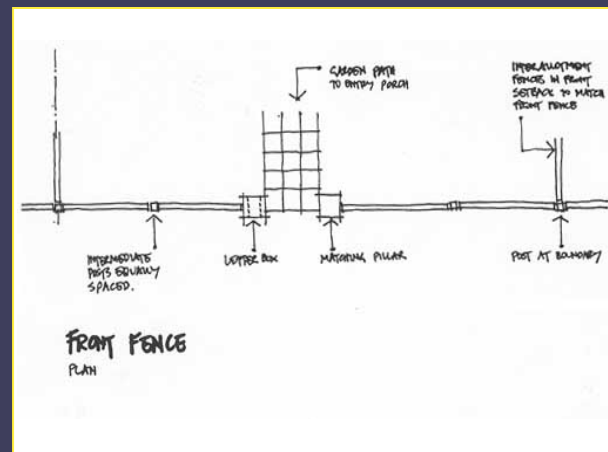 GARDEN PATH
TO ENTRY PORCH
INTERALLOTMENT
FENCES IN FRONT
SETBACK TO MATCH
FRONT FENCE
INTERMEDIATE
POSTS EQUALLY
SPACED.
LETTER BOX
MATCHING PILLAR
POST AT BOUNDARY
FRONT FENCE
PLAN